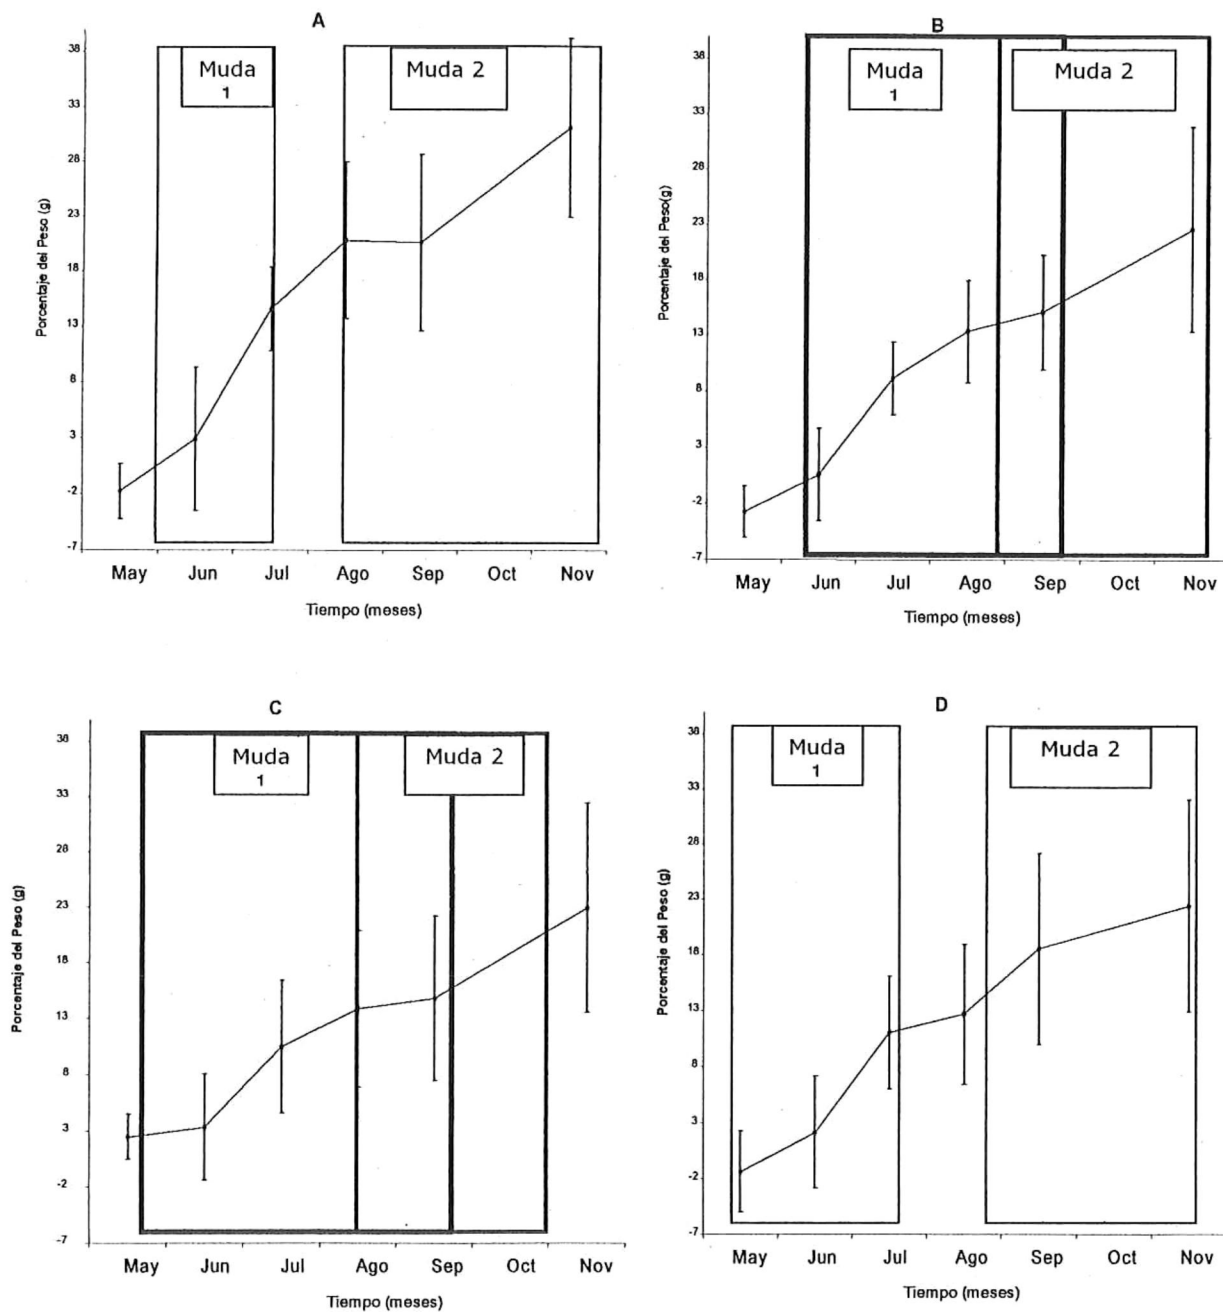 A
Muda
1
Muda 2
38
33
28
23
18
13
8
3
-2
-7
Porcentaje del Peso (g)
May Jun Jul Ago Sep Oct Nov
Tiempo (meses)
B
Muda
1
Muda 2
38
33
28
23
18
13
8
3
-2
-7
Porcentaje del Peso(g)
May Jun Jul Ago Sep Oct Nov
Tiempo (meses)
C
Muda
1
Muda 2
38
33
28
23
18
13
8
3
-2
-7
Porcentaje del Peso (g)
May Jun Jul Ago Sep Oct Nov
Tiempo (meses)
D
Muda
1
Muda 2
38
33
28
23
18
13
8
3
-2
-7
Porcentaje del Peso (g)
May Jun Jul Ago Sep Oct Nov
Tiempo (meses)